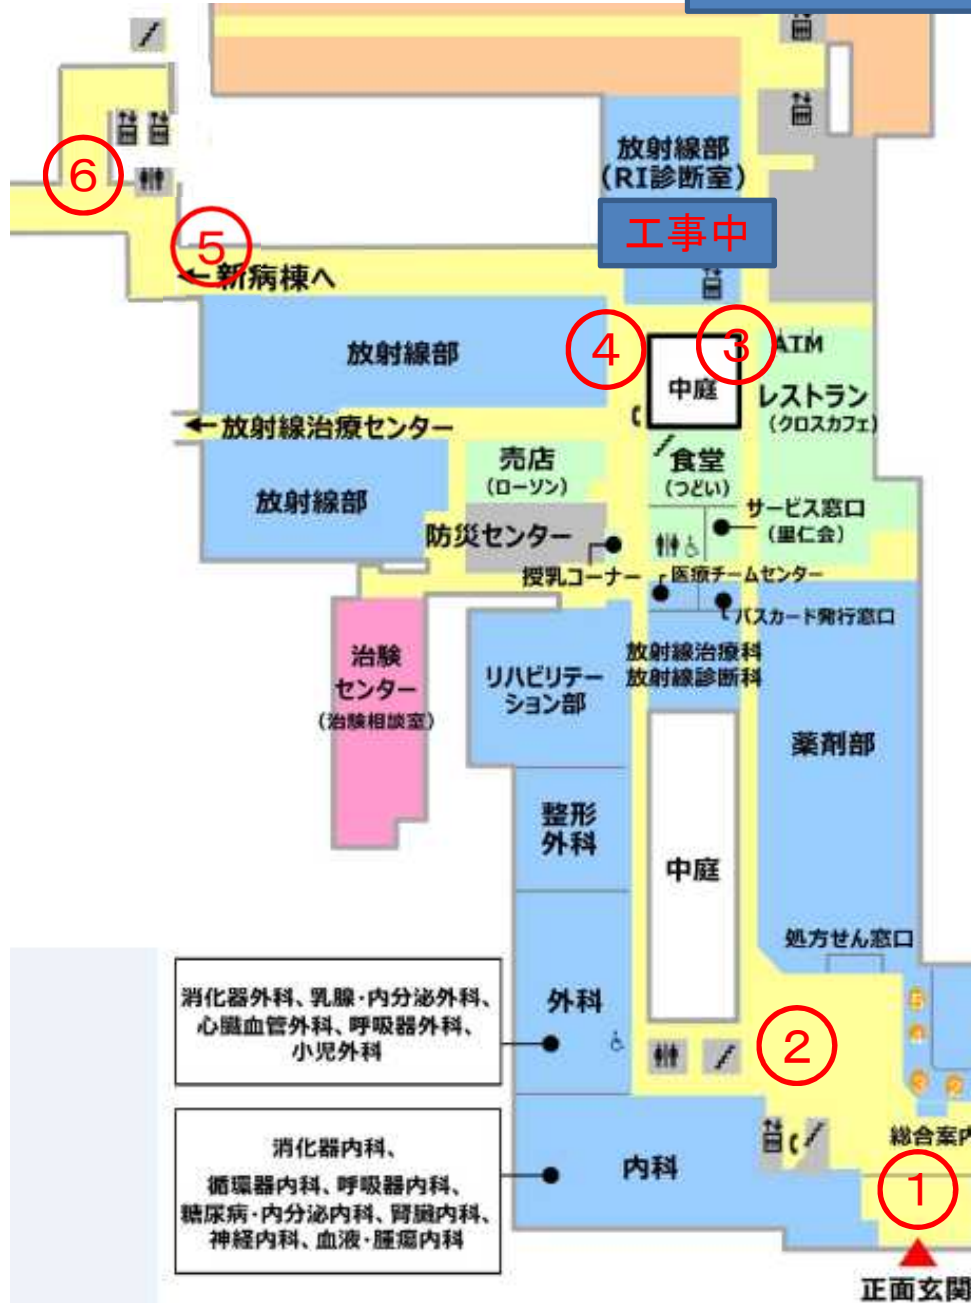 放射線部
(RI診断室)
工事中
⑥
⑤
←新病棟へ
④
③
ATM
放射線部
中庭
レストラン
(クロスカフェ)
←放射線治療センター
売店
(ローソン)
食堂
(つどい)
放射線部
サービス窓口
(里仁会)
防災センター
授乳コーナー
医療チームセンター
パスカード発行窓口
治験
センター
(治験相談室)
リハビリテー
ション部
放射線治療科
放射線診断科
薬剤部
整形
外科
中庭
処方せん窓口
消化器外科、乳腺・内分泌外科、
心臓血管外科、呼吸器外科、
小児外科
外科
②
総合案内
消化器内科、
循環器内科、呼吸器内科、
糖尿病・内分泌内科、腎臓内科、
神経内科、血液・腫瘍内科
内科
①
正面玄関